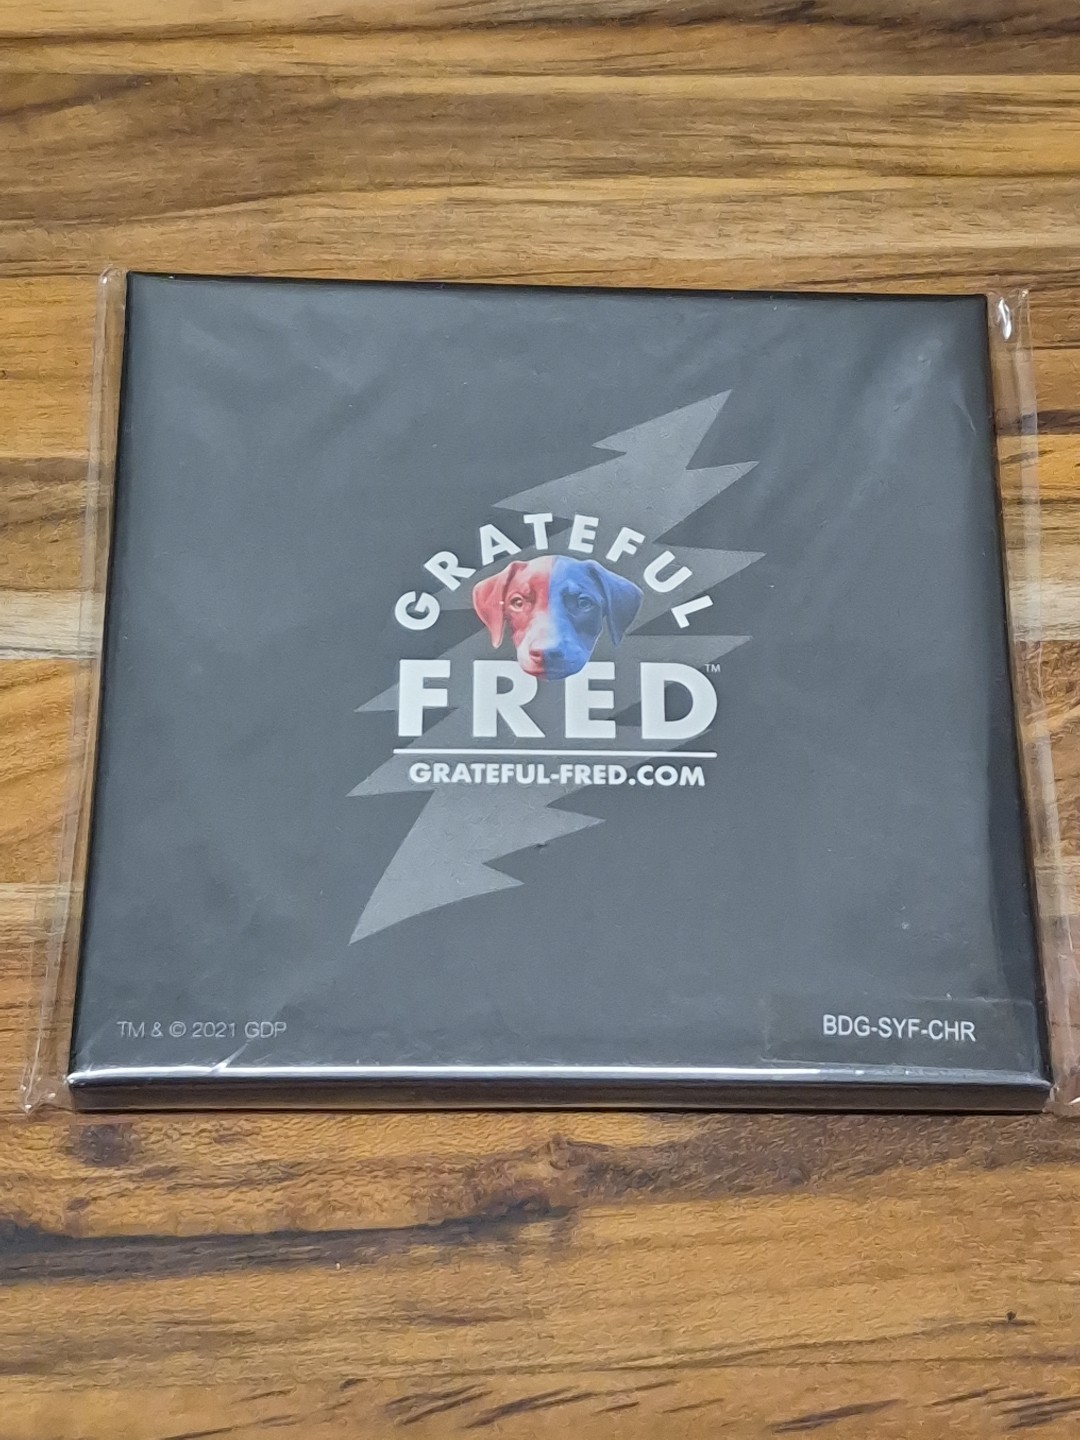 GRATEFUL
FRED™
GRATEFUL-FRED.COM
TM & © 2021 GDP
BDG-SYF-CHR